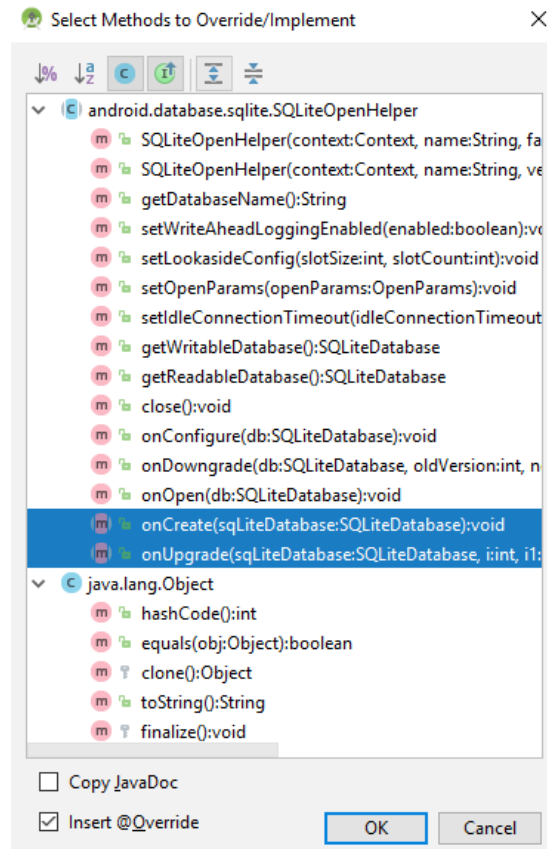 Select Methods to Override/Implement
android.database.sqlite.SQLiteOpenHelper
SQLiteOpenHelper(context:Context, name:String, fa
SQLiteOpenHelper(context:Context, name:String, ve
getDatabaseName():String
setWriteAheadLoggingEnabled(enabled:boolean):vo
setLookasideConfig(slotSize:int, slotCount:int):void
setOpenParams(openParams:OpenParams):void
setIdleConnectionTimeout(idleConnectionTimeout
getWritableDatabase():SQLiteDatabase
getReadableDatabase():SQLiteDatabase
close():void
onConfigure(db:SQLiteDatabase):void
onDowngrade(db:SQLiteDatabase, oldVersion:int, n
onOpen(db:SQLiteDatabase):void
onCreate(sqLiteDatabase:SQLiteDatabase):void
onUpgrade(sqLiteDatabase:SQLiteDatabase, i:int, i1:
java.lang.Object
hashCode():int
equals(obj:Object):boolean
clone():Object
toString():String
finalize():void
Copy JavaDoc
Insert @Override
OK Cancel